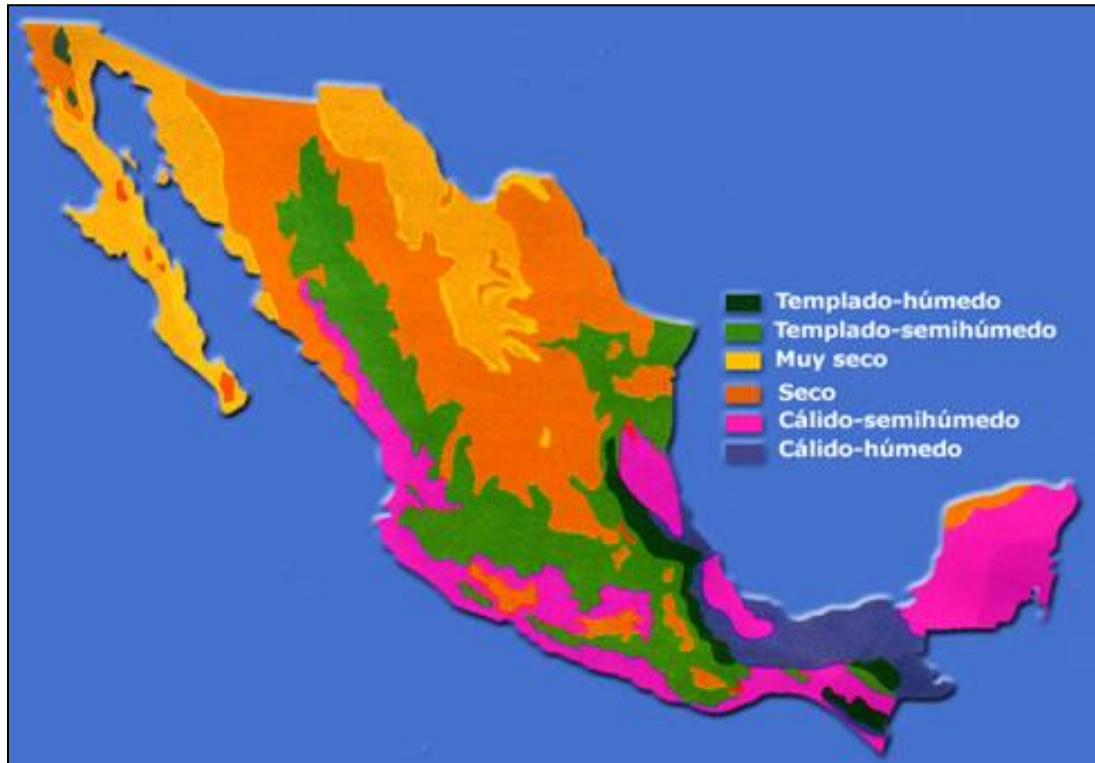 Templado-húmedo
Templado-semihúmedo
Muy seco
Seco
Cálido-semihúmedo
Cálido-húmedo